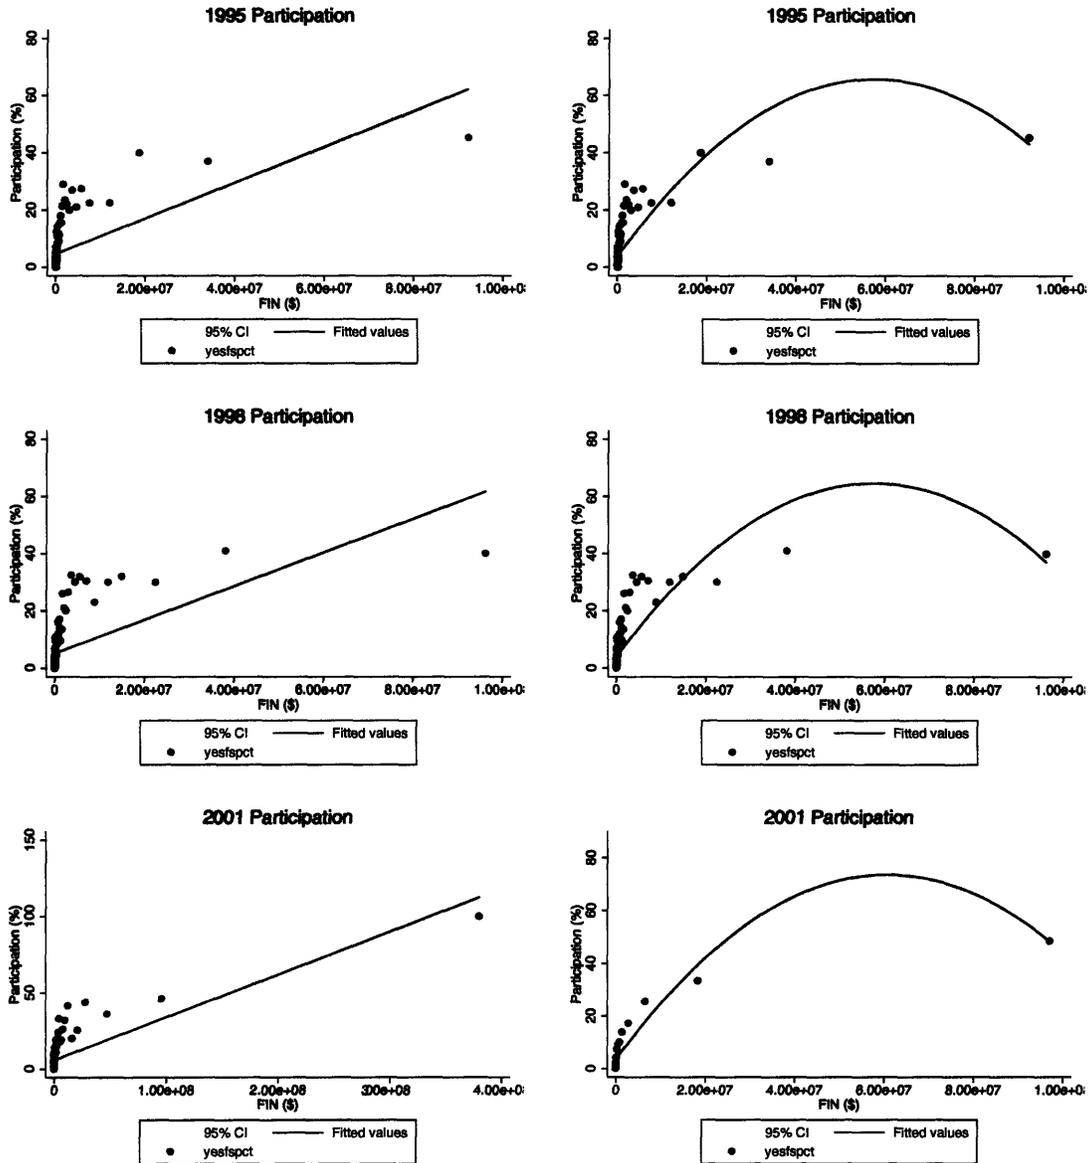 1995 Participation
80
60
40
20
0
Participation (%)
0 2.00e+07 4.00e+07 6.00e+07 8.00e+07
FIN ($)
95% CI Fitted values
yesfspct
1995 Participation
80
60
40
20
0
Participation (%)
0 2.00e+07 4.00e+07 6.00e+07 8.00e+07
FIN ($)
95% CI Fitted values
yesfspct
1998 Participation
80
60
40
20
0
Participation (%)
0 2.00e+07 4.00e+07 6.00e+07 8.00e+07
FIN ($)
95% CI Fitted values
yesfspct
1998 Participation
80
60
40
20
0
Participation (%)
0 2.00e+07 4.00e+07 6.00e+07 8.00e+07
FIN ($)
95% CI Fitted values
yesfspct
2001 Participation
150
100
50
0
Participation (%)
0 1.00e+08 2.00e+08 3.00e+08
FIN ($)
95% CI Fitted values
yesfspct
2001 Participation
80
60
40
20
0
Participation (%)
0 2.00e+07 4.00e+07 6.00e+07 8.00e+07
FIN ($)
95% CI Fitted values
yesfspct